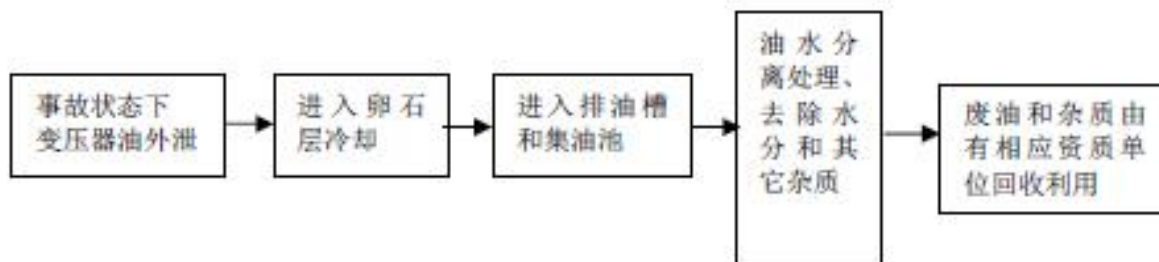 事故状态下
变压器油外泄
进入卵石
层冷却
进入排油槽
和集油池
油水分
离处理、
去除水
分和其
它杂质
废油和杂质由
有相应资质单
位回收利用